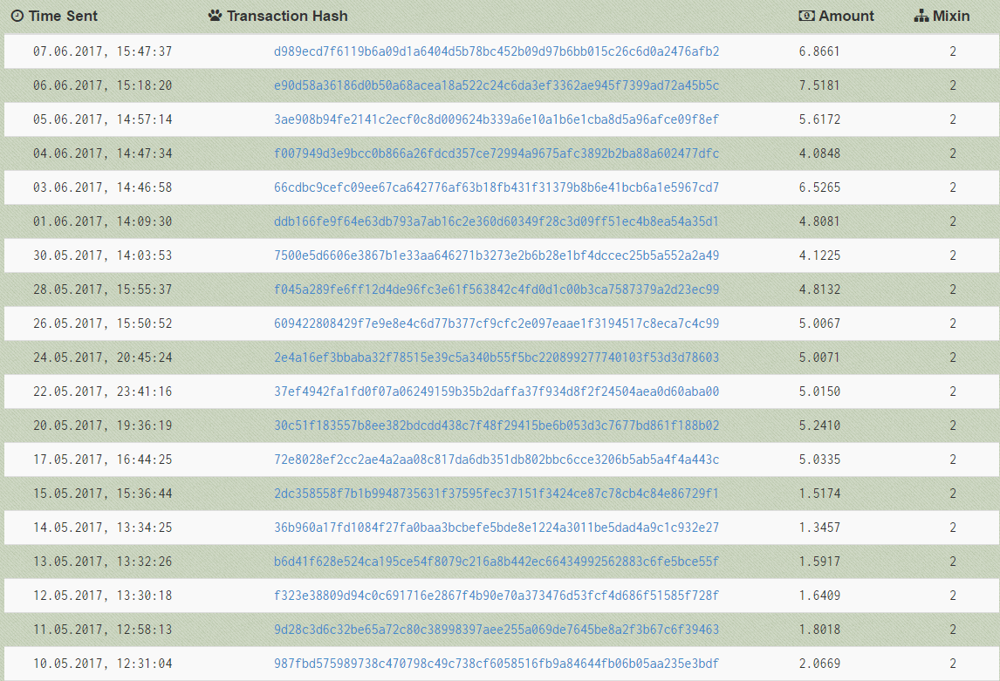 Time Sent Transaction Hash Amount Mixin
07.06.2017, 15:47:37 d989ecd7f6119b6a09d1a6404d5b78bc452b09d97b6bb015c26c6d0a2476afb2 6.8661 2
06.06.2017, 15:18:20 e90d58a36186d0b50a68acea18a522c24c6da3ef3362ae945f7399ad72a45b5c 7.5181 2
05.06.2017, 14:57:14 3ae908b94fe2141c2ecf0c8d009624b339a6e10a1b6e1cba8d5a96afce09f8ef 5.6172 2
04.06.2017, 14:47:34 f007949d3e9bcc0b866a26fdcd357ce72994a9675afc3892b2ba88a602477dfc 4.0848 2
03.06.2017, 14:46:58 66cdbc9cefc09ee67ca642776af63b18fb431f31379b8b6e41bcb6a1e5967cd7 6.5265 2
01.06.2017, 14:09:30 ddb166fe9f64e63db793a7ab16c2e360d60349f28c3d09ff51ec4b8ea54a35d1 4.8081 2
30.05.2017, 14:03:53 7500e5d6606e3867b1e33aa646271b3273e2b6b28e1bf4dccec25b5a552a2a49 4.1225 2
28.05.2017, 15:55:37 f045a289fe6ff12d4de96fc3e61f563842c4fd0d1c00b3ca7587379a2d23ec99 4.8132 2
26.05.2017, 15:50:52 609422808429f7e9e8e4c6d77b377cf9cfc2e097eaae1f3194517c8eca7c4c99 5.0067 2
24.05.2017, 20:45:24 2e4a16ef3bbaba32f78515e39c5a340b55f5bc220899277740103f53d3d78603 5.0071 2
22.05.2017, 23:41:16 37ef4942fa1fd0f07a06249159b35b2daffa37f934d8f2f24504aea0d60aba00 5.0150 2
20.05.2017, 19:36:19 30c51f183557b8ee382bdcdd438c7f48f29415be6b053d3c7677bd861f188b02 5.2410 2
17.05.2017, 16:44:25 72e8028ef2cc2ae4a2aa08c817da6db351db802bbc6cce3206b5ab5a4f4a443c 5.0335 2
15.05.2017, 15:36:44 2dc358558f7b1b9948735631f37595fec37151f3424ce87c78cb4c84e86729f1 1.5174 2
14.05.2017, 13:34:25 36b960a17fd1084f27fa0baa3bcbefe5bde8e1224a3011be5dad4a9c1c932e27 1.3457 2
13.05.2017, 13:32:26 b6d41f628e524ca195ce54f8079c216a8b442ec66434992562883c6fe5bce55f 1.5917 2
12.05.2017, 13:30:18 f323e38809d94c0c691716e2867f4b90e70a373476d53fcf4d686f51585f728f 1.6409 2
11.05.2017, 12:58:13 9d28c3d6c32be65a72c80c38998397aee255a069de7645be8a2f3b67c6f39463 1.8018 2
10.05.2017, 12:31:04 987fbd575989738c470798c49c738cf6058516fb9a84644fb06b05aa235e3bdf 2.0669 2